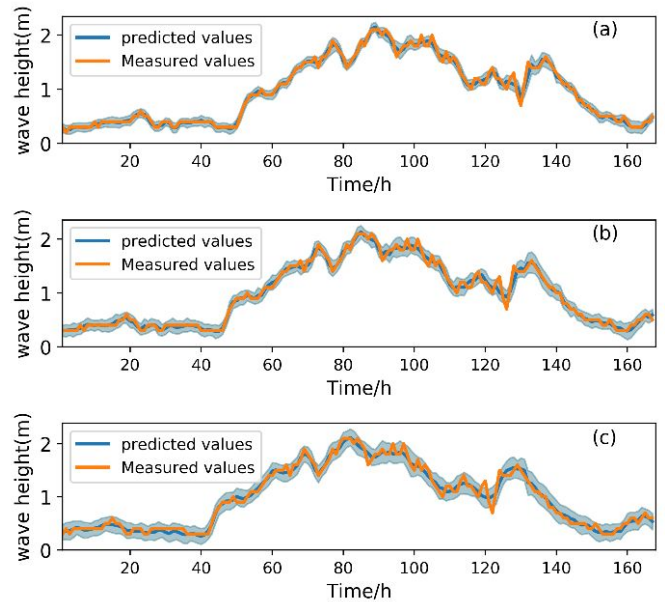 (a)
predicted values
Measured values
wave height(m)
2
1
0
20 40 60 80 100 120 140 160
Time/h
(b)
predicted values
Measured values
wave height(m)
2
1
0
20 40 60 80 100 120 140 160
Time/h
(c)
predicted values
Measured values
wave height(m)
2
1
0
20 40 60 80 100 120 140 160
Time/h